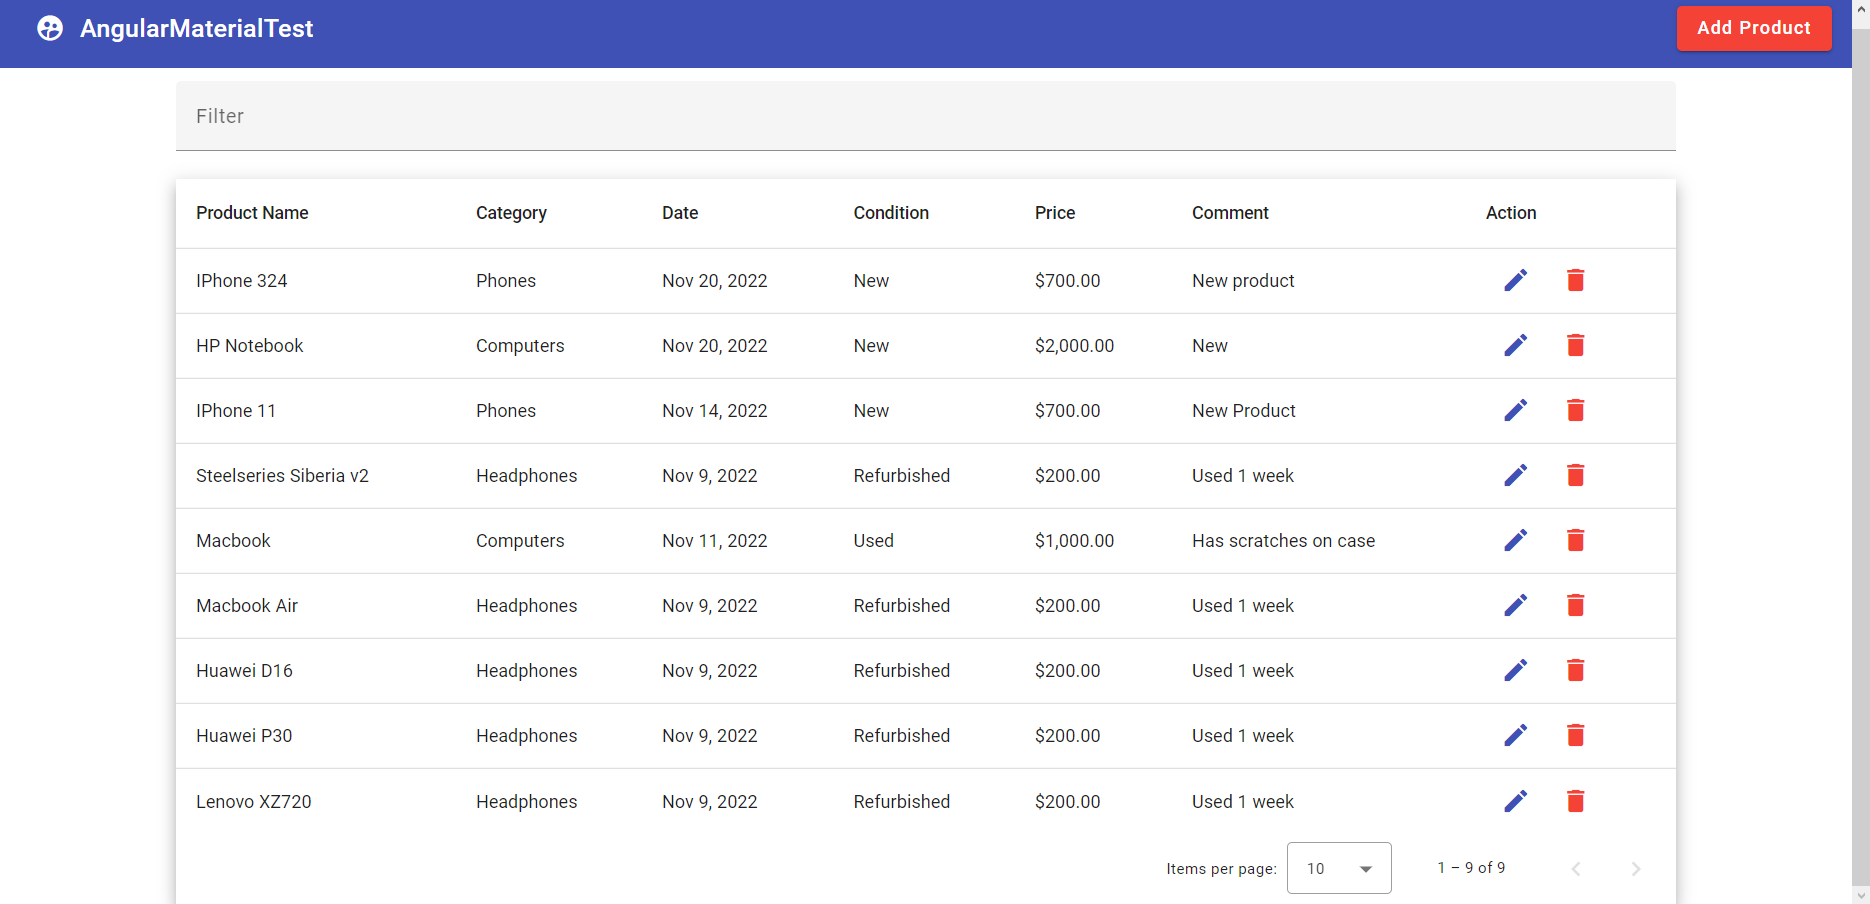 AngularMaterialTest Add Product
Filter
Product Name Category Date Condition Price Comment Action
IPhone 324 Phones Nov 20, 2022 New $700.00 New product
HP Notebook Computers Nov 20, 2022 New $2,000.00 New
IPhone 11 Phones Nov 14, 2022 New $700.00 New Product
Steelseries Siberia v2 Headphones Nov 9, 2022 Refurbished $200.00 Used 1 week
Macbook Computers Nov 11, 2022 Used $1,000.00 Has scratches on case
Macbook Air Headphones Nov 9, 2022 Refurbished $200.00 Used 1 week
Huawei D16 Headphones Nov 9, 2022 Refurbished $200.00 Used 1 week
Huawei P30 Headphones Nov 9, 2022 Refurbished $200.00 Used 1 week
Lenovo XZ720 Headphones Nov 9, 2022 Refurbished $200.00 Used 1 week
Items per page: 10 1 – 9 of 9